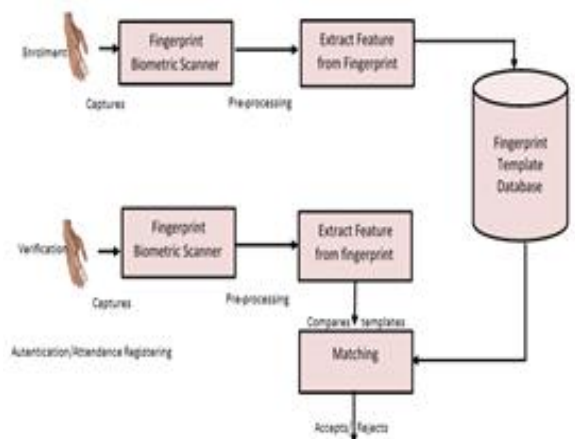 Enrolment
Fingerprint
Biometric Scanner
Extract Feature
from Fingerprint
Captures
Pre-processing
Fingerprint
Template
Database
Verification
Fingerprint
Biometric Scanner
Extract Feature
from fingerprint
Captures
Pre-processing
Compares templates
Autentication/Attendance Registering
Matching
Accepts/ Rejects